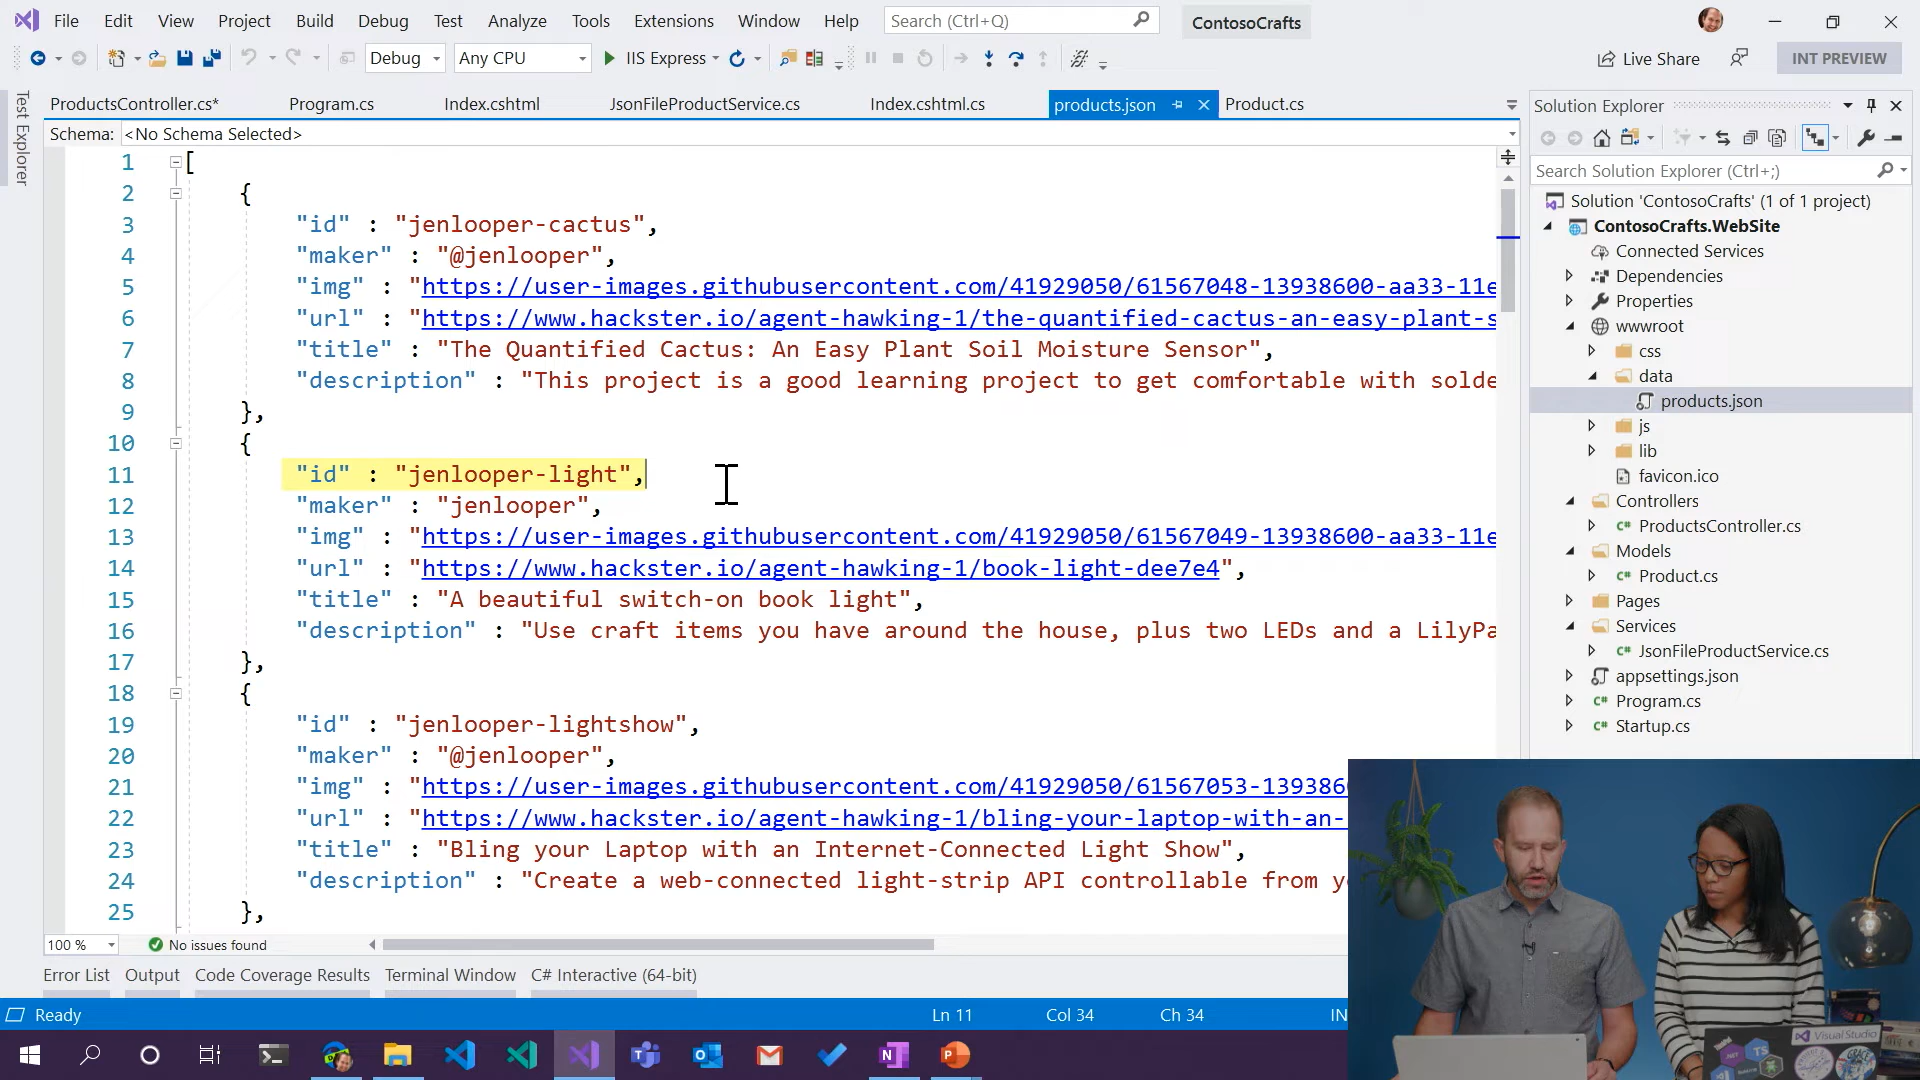 File Edit View Project Build Debug Test Analyze Tools Extensions Window Help Search (Ctrl+Q) ContosoCrafts
Debug Any CPU IIS Express Live Share INT PREVIEW
Test Explorer
ProductsController.cs* Program.cs Index.cshtml JsonFileProductService.cs Index.cshtml.cs products.json Product.cs
Schema: <No Schema Selected>
1 [
2 {
3 "id" : "jenlooper-cactus",
4 "maker" : "@jenlooper",
5 "img" : "https://user-images.githubusercontent.com/41929050/61567048-13938600-aa33-11e
6 "url" : "https://www.hackster.io/agent-hawking-1/the-quantified-cactus-an-easy-plant-s
7 "title" : "The Quantified Cactus: An Easy Plant Soil Moisture Sensor",
8 "description" : "This project is a good learning project to get comfortable with solde
9 },
10 {
11 "id" : "jenlooper-light",
12 "maker" : "jenlooper",
13 "img" : "https://user-images.githubusercontent.com/41929050/61567049-13938600-aa33-11e
14 "url" : "https://www.hackster.io/agent-hawking-1/book-light-dee7e4",
15 "title" : "A beautiful switch-on book light",
16 "description" : "Use craft items you have around the house, plus two LEDs and a LilyPa
17 },
18 {
19 "id" : "jenlooper-lightshow",
20 "maker" : "@jenlooper",
21 "img" : "https://user-images.githubusercontent.com/41929050/61567053-139386
22 "url" : "https://www.hackster.io/agent-hawking-1/bling-your-laptop-with-an-
23 "title" : "Bling your Laptop with an Internet-Connected Light Show",
24 "description" : "Create a web-connected light-strip API controllable from y
25 },
100 % No issues found
Error List Output Code Coverage Results Terminal Window C# Interactive (64-bit)
Ready Ln 11 Col 34 Ch 34 IN
Solution Explorer
Search Solution Explorer (Ctrl+;)
Solution 'ContosoCrafts' (1 of 1 project)
ContosoCrafts.WebSite
Connected Services
Dependencies
Properties
wwwroot
css
data
products.json
js
lib
favicon.ico
Controllers
C# ProductsController.cs
Models
C# Product.cs
Pages
Services
C# JsonFileProductService.cs
appsettings.json
C# Program.cs
C# Startup.cs
Visual Studio
TS